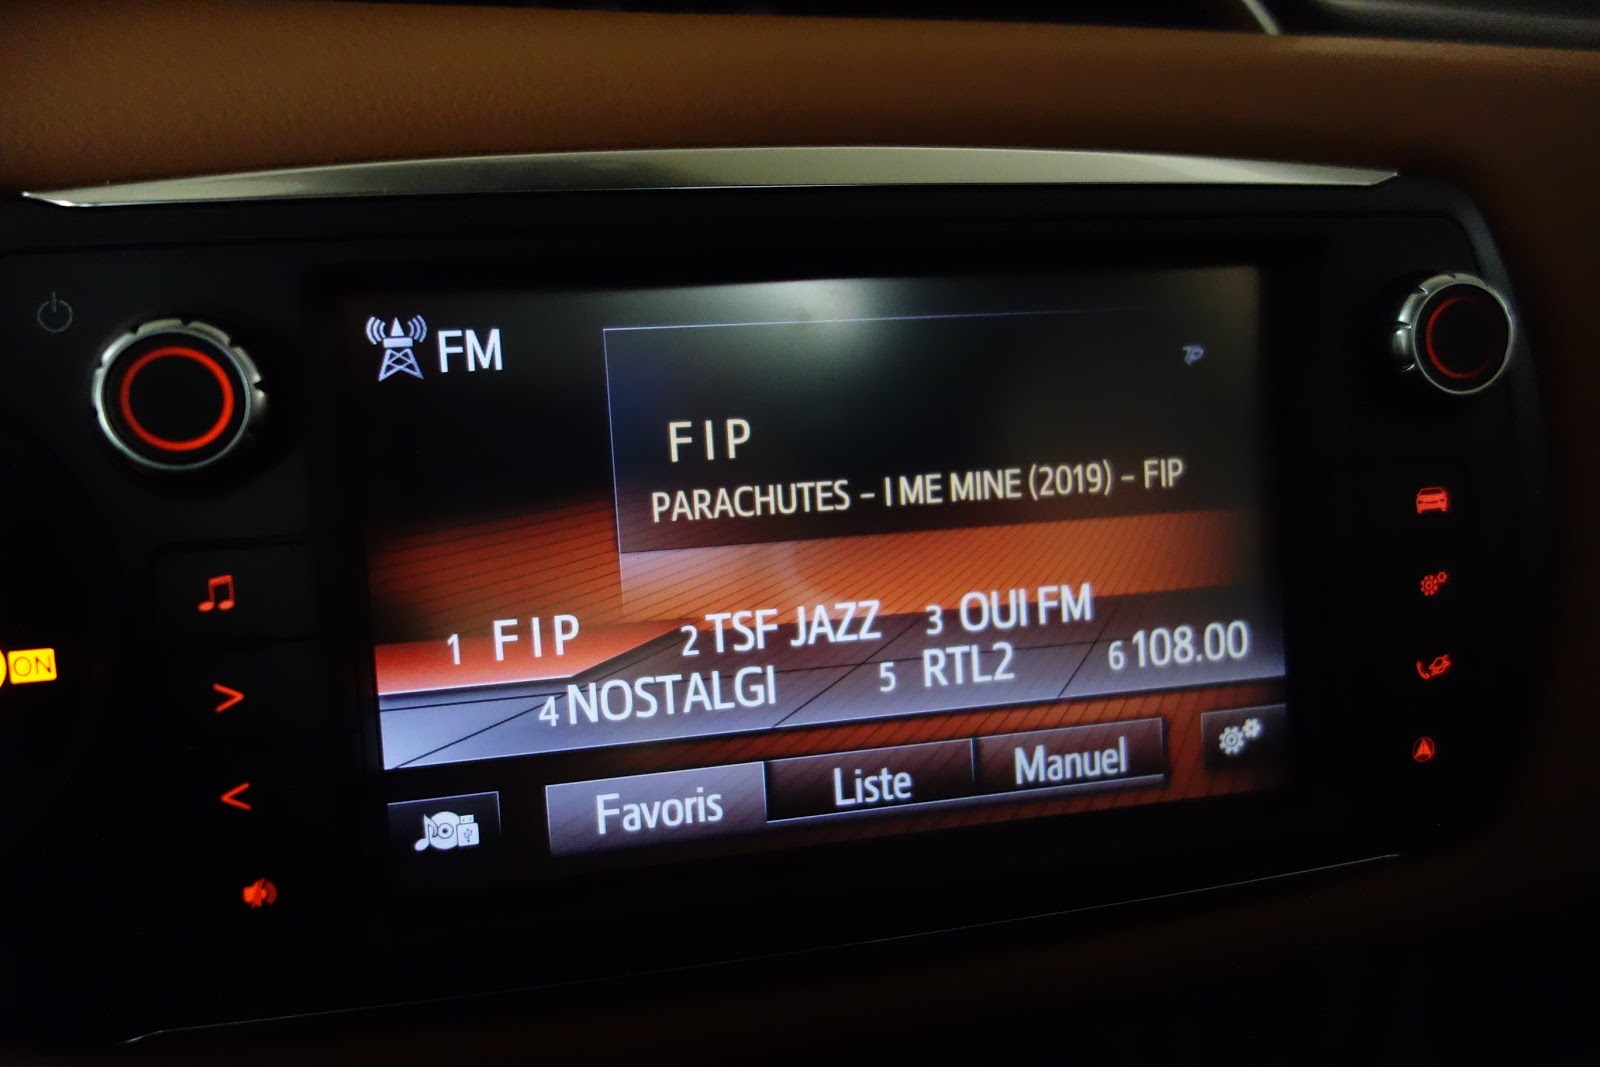 FM
TP
FIP
PARACHUTES - I ME MINE (2019) - FIP
1 FIP 2 TSF JAZZ 3 OUI FM
4 NOSTALGI 5 RTL2 6 108.00
ON
Favoris Liste Manuel